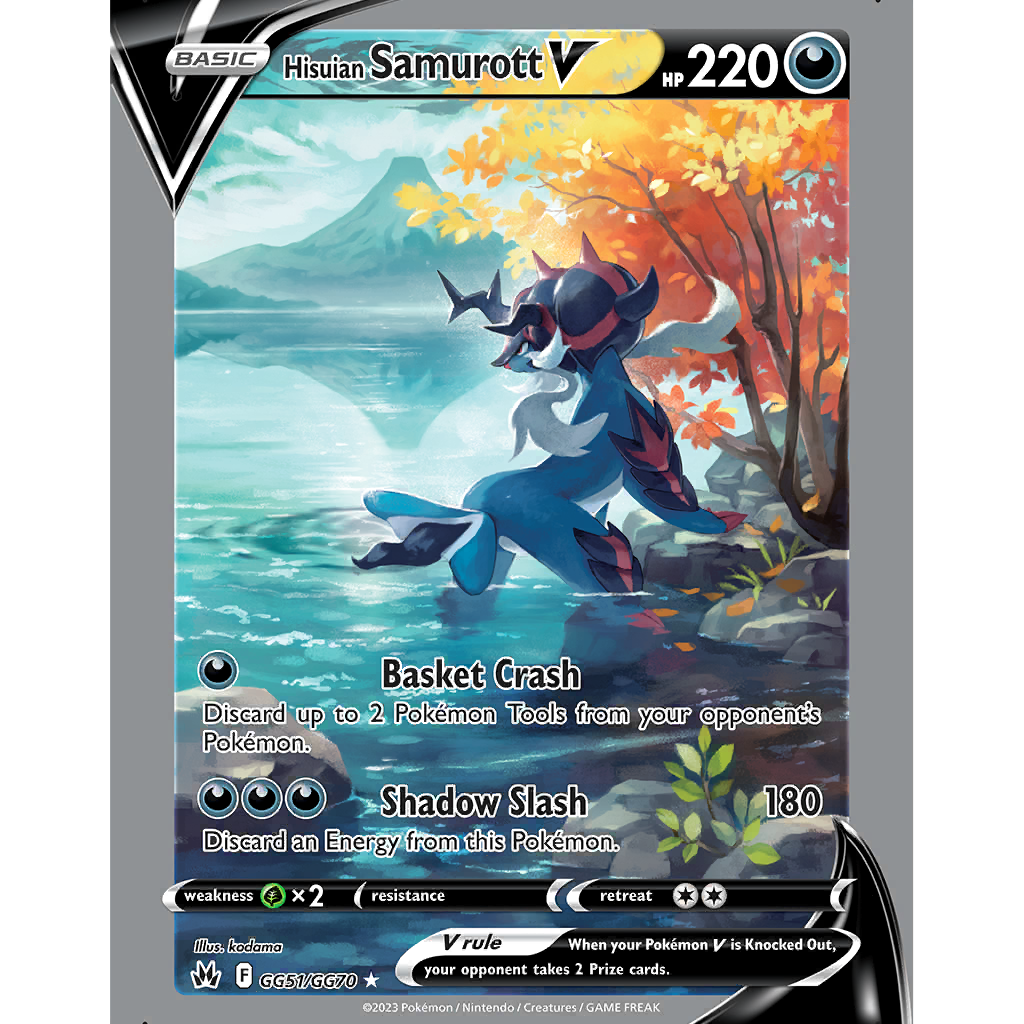 BASIC
Hisuian Samurott V HP 220
Basket Crash
Discard up to 2 Pokémon Tools from your opponent's
Pokémon.
Shadow Slash 180
Discard an Energy from this Pokémon.
weakness ×2 resistance retreat
Illus. kodama
V rule When your Pokémon V is Knocked Out,
your opponent takes 2 Prize cards.
F GG51/GG70
©2023 Pokémon / Nintendo / Creatures / GAME FREAK